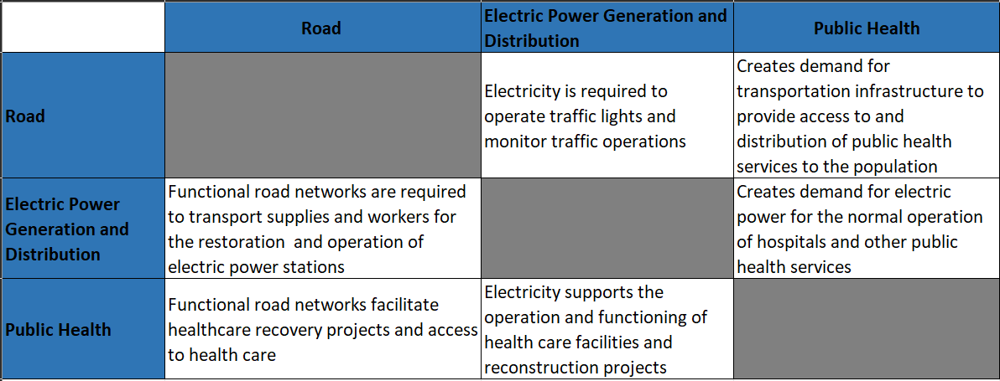 Road
Electric Power Generation and
Distribution
Public Health
Road
Electricity is required to
operate traffic lights and
monitor traffic operations
Creates demand for
transportation infrastructure to
provide access to and
distribution of public health
services to the population
Electric Power
Generation and
Distribution
Functional road networks are required
to transport supplies and workers for
the restoration  and operation of
electric power stations
Creates demand for electric
power for the normal operation
of hospitals and other public
health services
Public Health
Functional road networks facilitate
healthcare recovery projects and access
to health care
Electricity supports the
operation and functioning of
health care facilities and
reconstruction projects